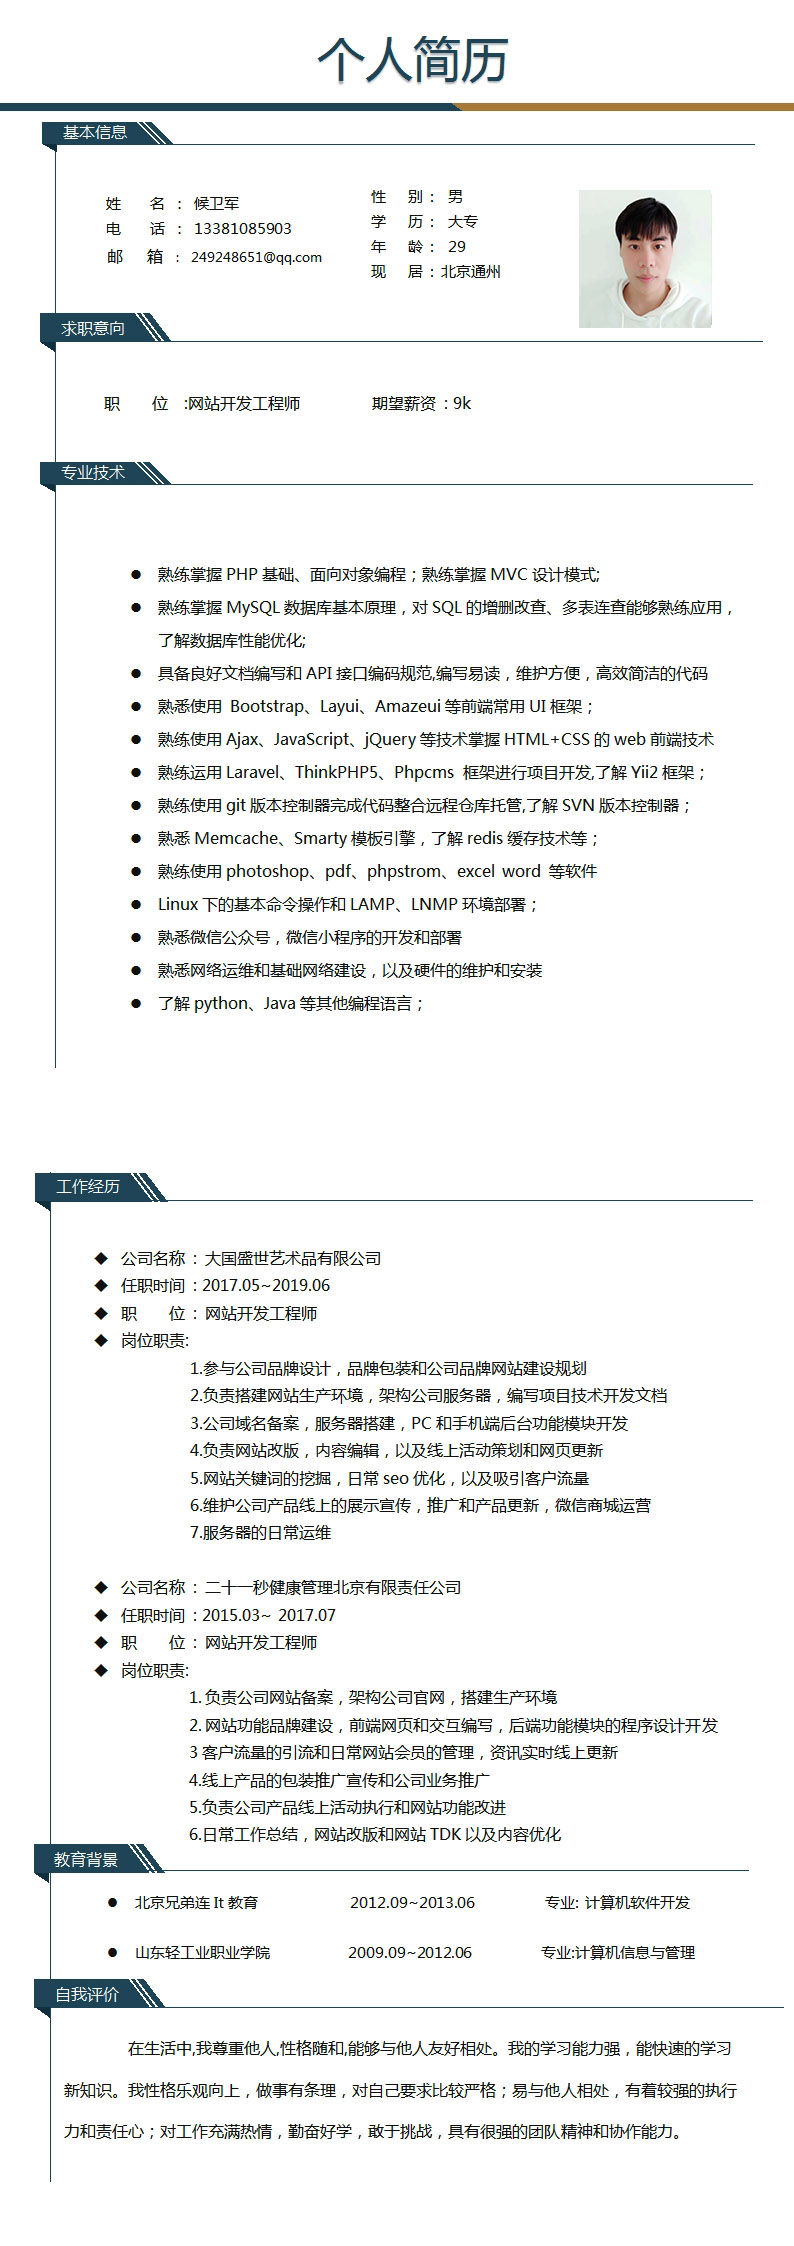 个人简历
基本信息
姓 名 : 候卫军
性 别: 男
电 话 : 13381085903
学 历: 大专
邮 箱 : 249248651@qq.com
年 龄: 29
现 居:北京通州
求职意向
职 位 :网站开发工程师 期望薪资 : 9k
专业技术
● 熟练掌握 PHP 基础、面向对象编程；熟练掌握 MVC 设计模式;
● 熟练掌握 MySQL 数据库基本原理，对 SQL 的增删改查、多表连查能够熟练应用，
了解数据库性能优化;
● 具备良好文档编写和 API 接口编码规范,编写易读，维护方便，高效简洁的代码
● 熟悉使用 Bootstrap、Layui、Amazeui 等前端常用 UI 框架；
● 熟练使用 Ajax、JavaScript、jQuery 等技术掌握 HTML+CSS 的 web 前端技术
● 熟练运用 Laravel、ThinkPHP5、Phpcms 框架进行项目开发,了解 Yii2 框架；
● 熟练使用 git 版本控制器完成代码整合远程仓库托管,了解 SVN 版本控制器；
● 熟悉 Memcache、Smarty 模板引擎，了解 redis 缓存技术等；
● 熟练使用 photoshop、pdf、phpstrom、excel word 等软件
● Linux 下的基本命令操作和 LAMP、LNMP 环境部署；
● 熟悉微信公众号，微信小程序的开发和部署
● 熟悉网络运维和基础网络建设，以及硬件的维护和安装
● 了解 python、Java 等其他编程语言；
工作经历
◆ 公司名称 : 大国盛世艺术品有限公司
◆ 任职时间 : 2017.05~2019.06
◆ 职 位 : 网站开发工程师
◆ 岗位职责:
1.参与公司品牌设计，品牌包装和公司品牌网站建设规划
2.负责搭建网站生产环境，架构公司服务器，编写项目技术开发文档
3.公司域名备案，服务器搭建，PC 和手机端后台功能模块开发
4.负责网站改版，内容编辑，以及线上活动策划和网页更新
5.网站关键词的挖掘，日常 seo 优化，以及吸引客户流量
6.维护公司产品线上的展示宣传，推广和产品更新，微信商城运营
7.服务器的日常运维
◆ 公司名称 : 二十一秒健康管理北京有限责任公司
◆ 任职时间 : 2015.03~ 2017.07
◆ 职 位 : 网站开发工程师
◆ 岗位职责:
1. 负责公司网站备案，架构公司官网，搭建生产环境
2. 网站功能品牌建设，前端网页和交互编写，后端功能模块的程序设计开发
3 客户流量的引流和日常网站会员的管理，资讯实时线上更新
4.线上产品的包装推广宣传和公司业务推广
5.负责公司产品线上活动执行和网站功能改进
6.日常工作总结，网站改版和网站 TDK 以及内容优化
教育背景
● 北京兄弟连 It 教育 2012.09~2013.06 专业: 计算机软件开发
● 山东轻工业职业学院 2009.09~2012.06 专业:计算机信息与管理
自我评价
在生活中,我尊重他人,性格随和,能够与他人友好相处。我的学习能力强，能快速的学习
新知识。我性格乐观向上，做事有条理，对自己要求比较严格；易与他人相处，有着较强的执行
力和责任心；对工作充满热情，勤奋好学，敢于挑战，具有很强的团队精神和协作能力。